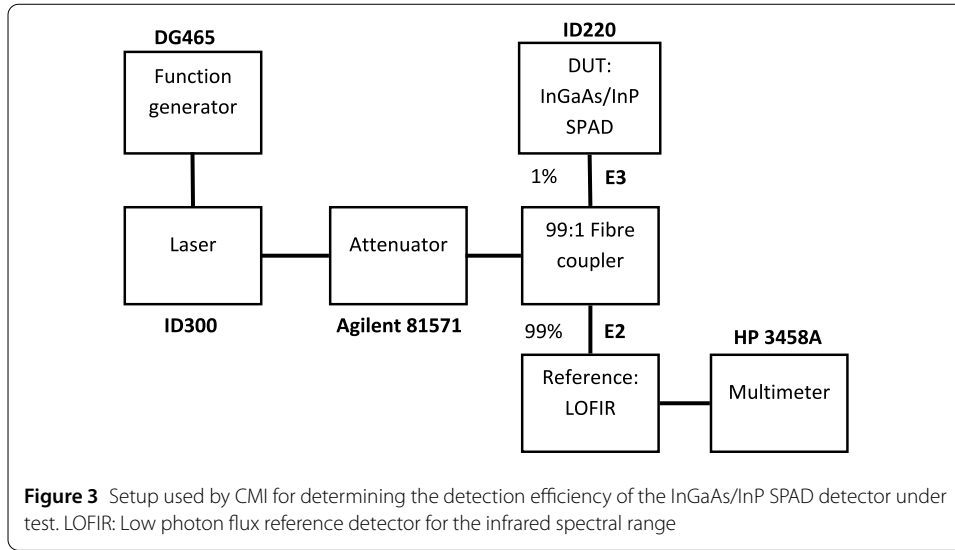 DG465
Function
generator
ID220
DUT:
InGaAs/InP
SPAD
1%
E3
Laser
ID300
Attenuator
Agilent 81571
99:1 Fibre
coupler
99%
E2
Reference:
LOFIR
HP 3458A
Multimeter
Figure 3 Setup used by CMI for determining the detection efficiency of the InGaAs/InP SPAD detector under
test. LOFIR: Low photon flux reference detector for the infrared spectral range